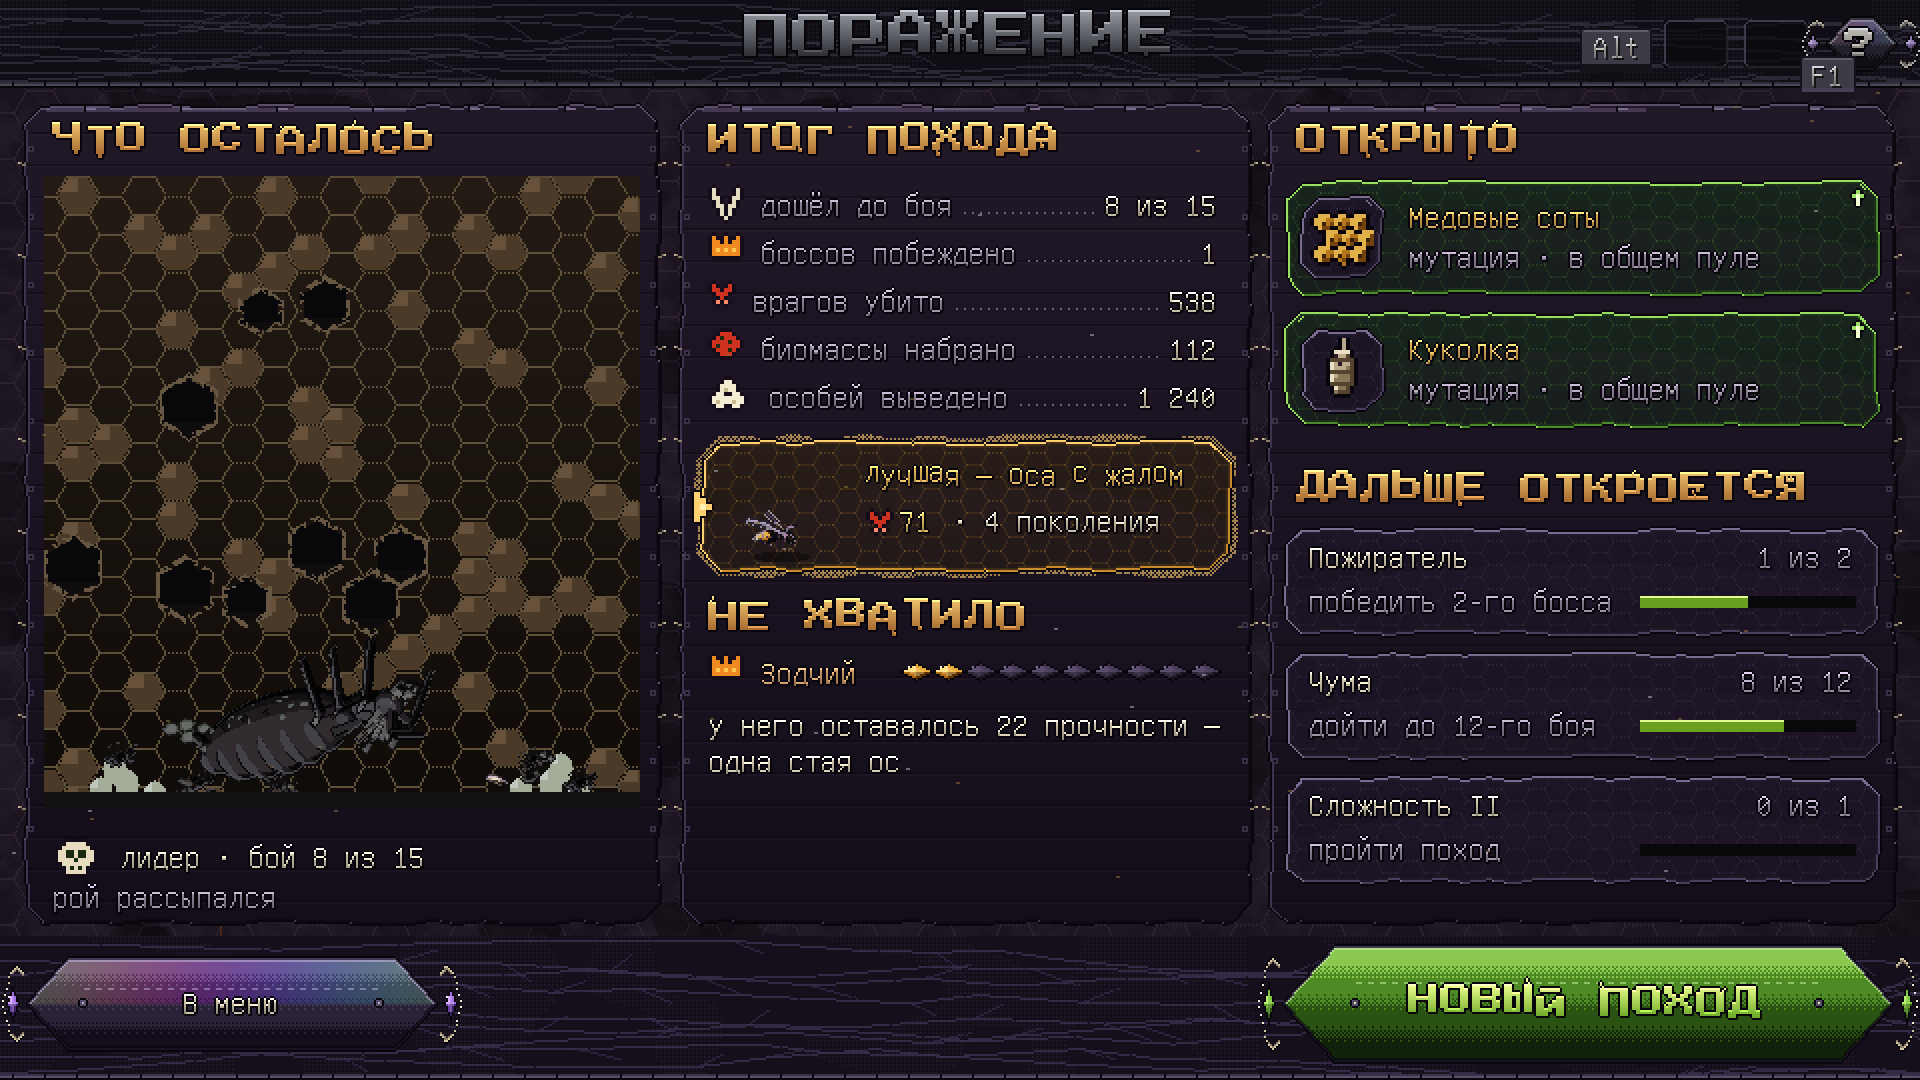 ПОРАЖЕНИЕ
Alt
F1
ЧТО ОСТАЛОСЬ
лидер · бой 8 из 15
рой рассыпался
ИТОГ ПОХОДА
дошёл до боя 8 из 15
боссов побеждено 1
врагов убито 538
биомассы набрано 112
особей выведено 1 240
лучшая — оса с жалом
71 · 4 поколения
НЕ ХВАТИЛО
Зодчий
у него оставалось 22 прочности —
одна стая ос
ОТКРЫТО
Медовые соты
мутация · в общем пуле
Куколка
мутация · в общем пуле
ДАЛЬШЕ ОТКРОЕТСЯ
Пожиратель 1 из 2
победить 2-го босса
Чума 8 из 12
дойти до 12-го боя
Сложность II 0 из 1
пройти поход
В меню
НОВЫЙ ПОХОД